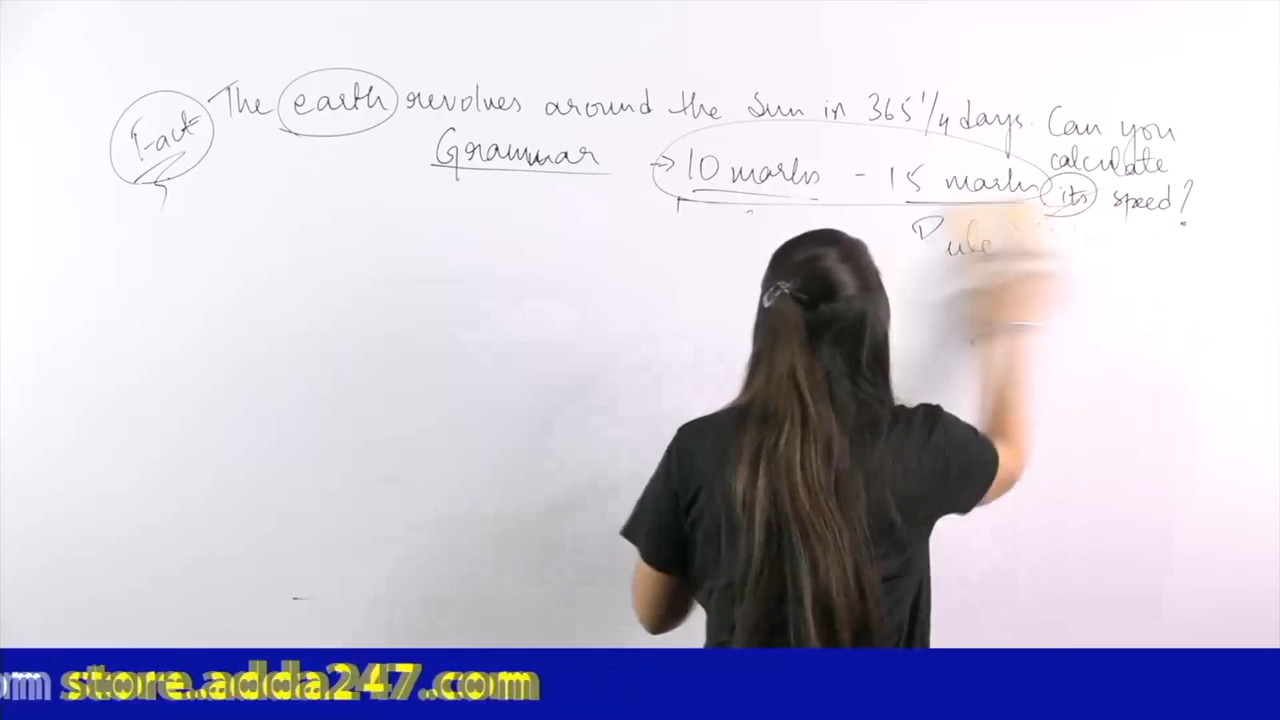 The earth revolves around the Sun in 365 1/4 days. Can you
calculate
its speed?
Fact
Grammar
→ 10 marks - 15 marks
store.adda247.com